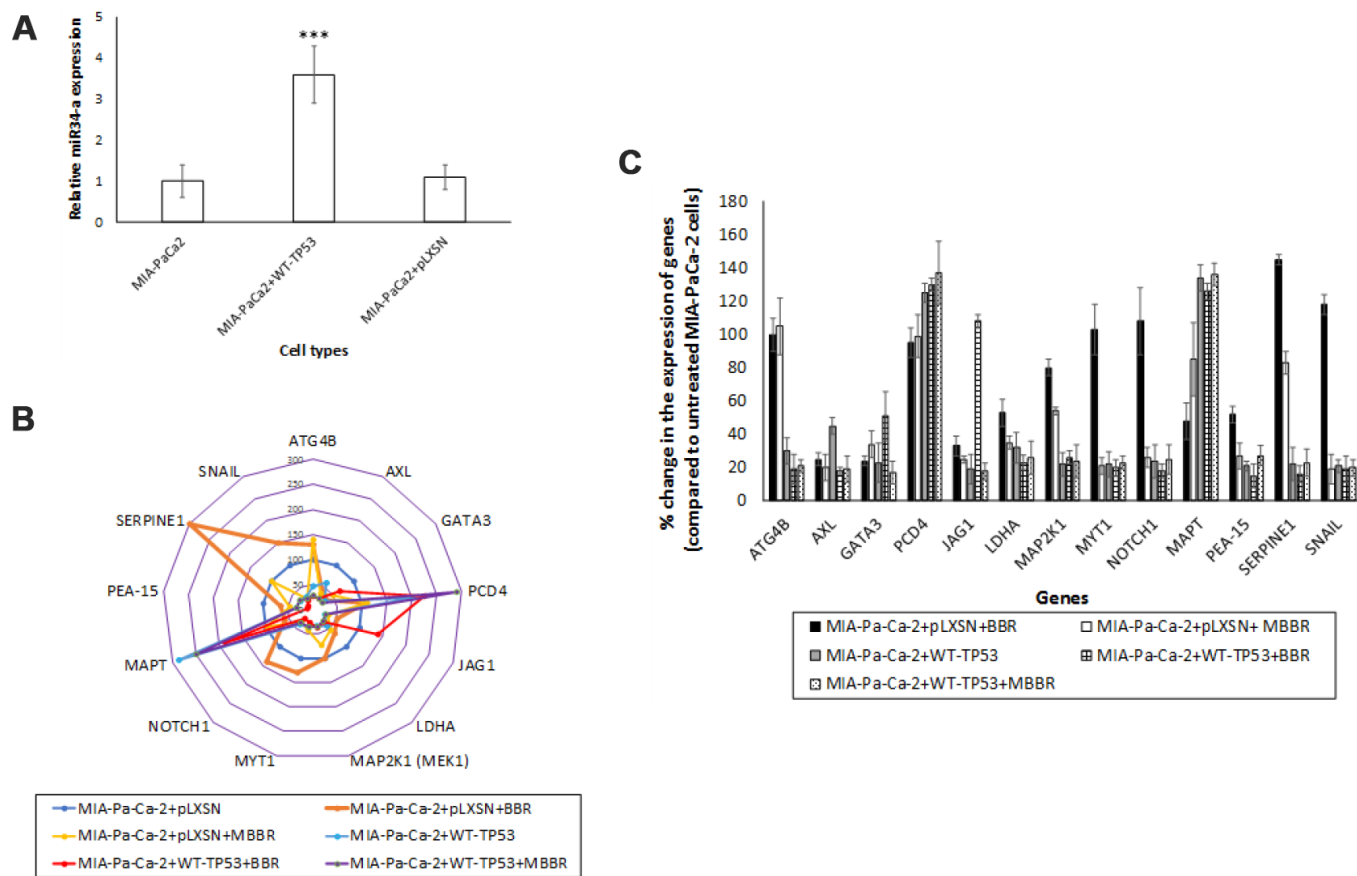 A
Relative miR34-a expression
5
4
3
2
1
0
***
MIA-PaCa2
MIA-PaCa2+WT-TP53
MIA-PaCa2+pLXSN
Cell types
B
ATG4B
AXL
GATA3
PCD4
JAG1
LDHA
MAP2K1 (MEK1)
MYT1
NOTCH1
MAPT
PEA-15
SERPINE1
SNAIL
300
250
200
150
100
50
MIA-Pa-Ca-2+pLXSN
MIA-Pa-Ca-2+pLXSN+BBR
MIA-Pa-Ca-2+pLXSN+MBBR
MIA-Pa-Ca-2+WT-TP53
MIA-Pa-Ca-2+WT-TP53+BBR
MIA-Pa-Ca-2+WT-TP53+MBBR
C
% change in the expression of genes
(compared to untreated MIA-PaCa-2 cells)
180
160
140
120
100
80
60
40
20
0
ATG4B
AXL
GATA3
PCD4
JAG1
LDHA
MAP2K1
MYT1
NOTCH1
MAPT
PEA-15
SERPINE1
SNAIL
Genes
MIA-Pa-Ca-2+pLXSN+BBR
MIA-Pa-Ca-2+pLXSN+ MBBR
MIA-Pa-Ca-2+WT-TP53
MIA-Pa-Ca-2+WT-TP53+BBR
MIA-Pa-Ca-2+WT-TP53+MBBR